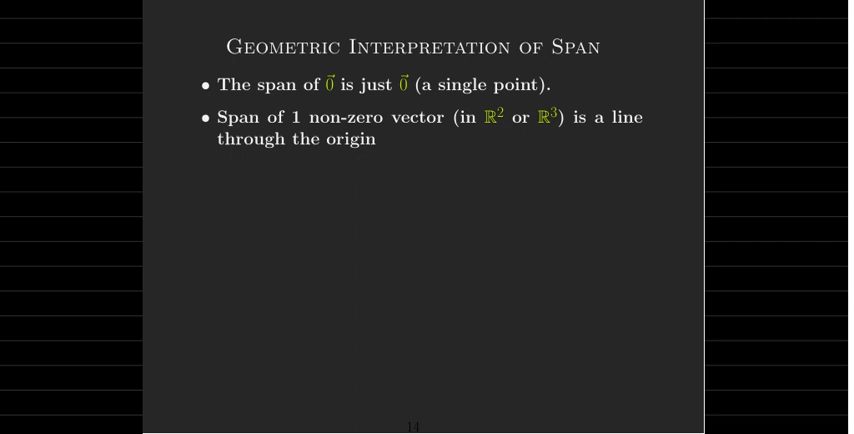 Geometric Interpretation of Span
• The span of 0⃗ is just 0⃗ (a single point).
• Span of 1 non-zero vector (in ℝ² or ℝ³) is a line
through the origin
14